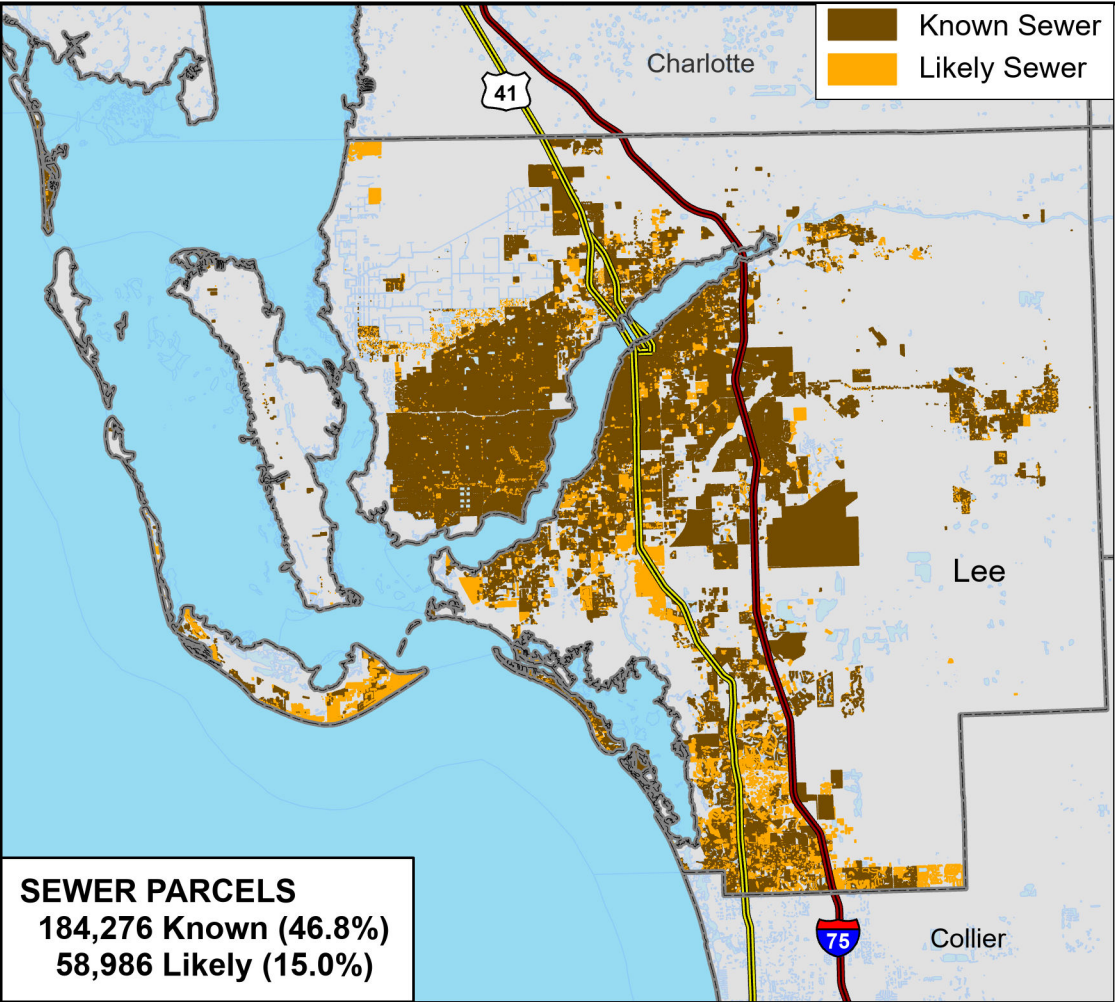 Known Sewer
Likely Sewer
Charlotte
41
Lee
SEWER PARCELS
184,276 Known (46.8%)
58,986 Likely (15.0%)
75
Collier